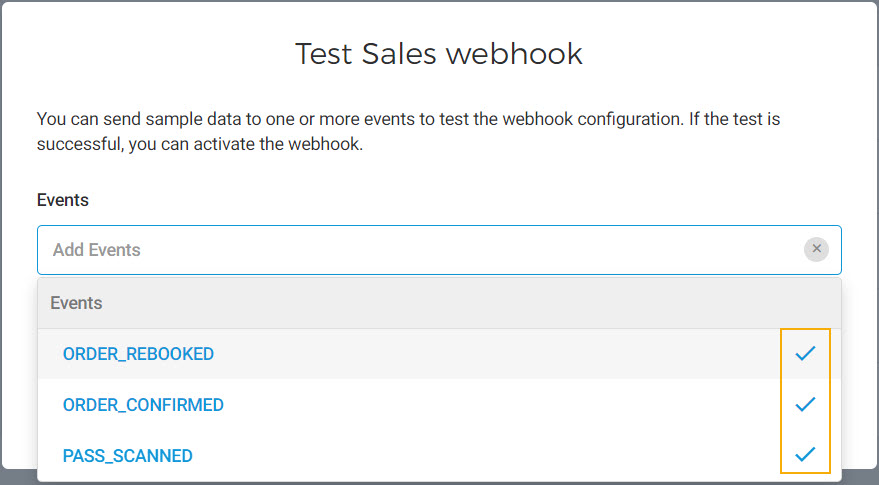 Test Sales webhook
You can send sample data to one or more events to test the webhook configuration. If the test is
successful, you can activate the webhook.
Events
Add Events
Events
ORDER_REBOOKED
ORDER_CONFIRMED
PASS_SCANNED